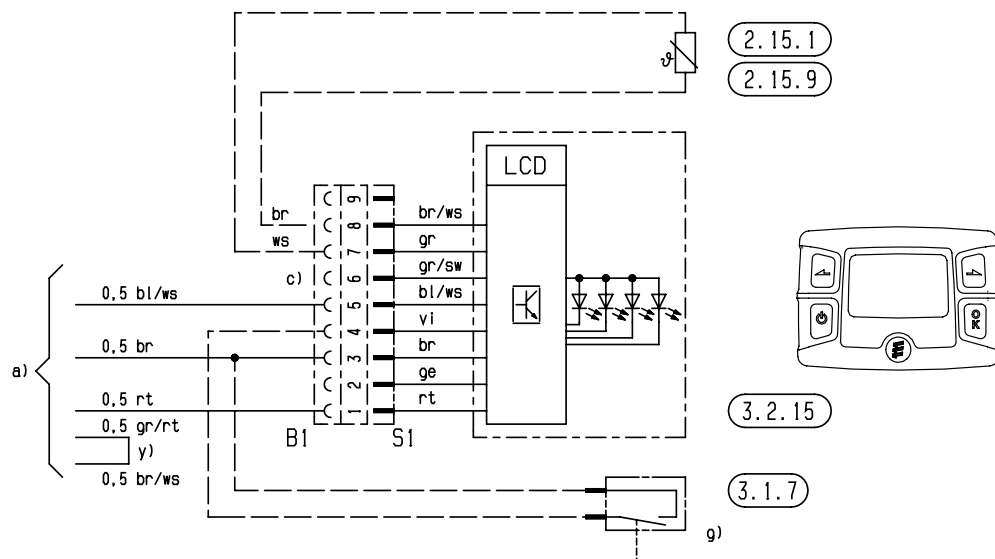 2.15.1
ϑ
2.15.9
LCD
9
br
8
br/ws
ws
7
gr
c)
6
gr/sw
0,5 bl/ws
5
bl/ws
4
vi
0,5 br
3
br
a)
2
ge
0,5 rt
1
rt
0,5 gr/rt
B1
S1
y)
0,5 br/ws
OK
3.2.15
3.1.7
g)